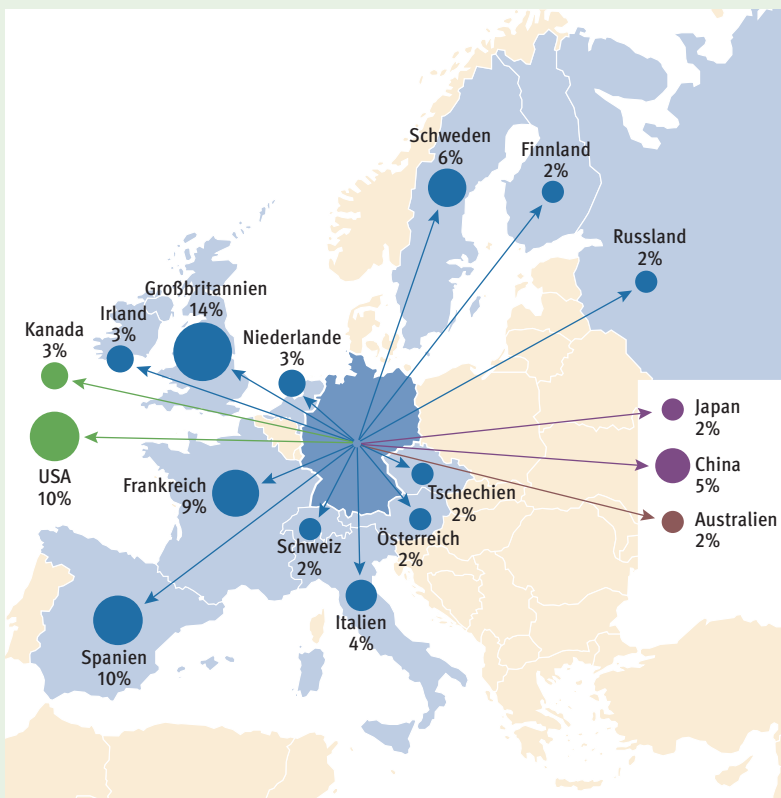 Schweden
6%
Finnland
2%
Russland
2%
Großbritannien
14%
Irland
3%
Kanada
3%
Niederlande
3%
USA
10%
Frankreich
9%
Japan
2%
China
5%
Australien
2%
Tschechien
2%
Österreich
2%
Schweiz
2%
Italien
4%
Spanien
10%